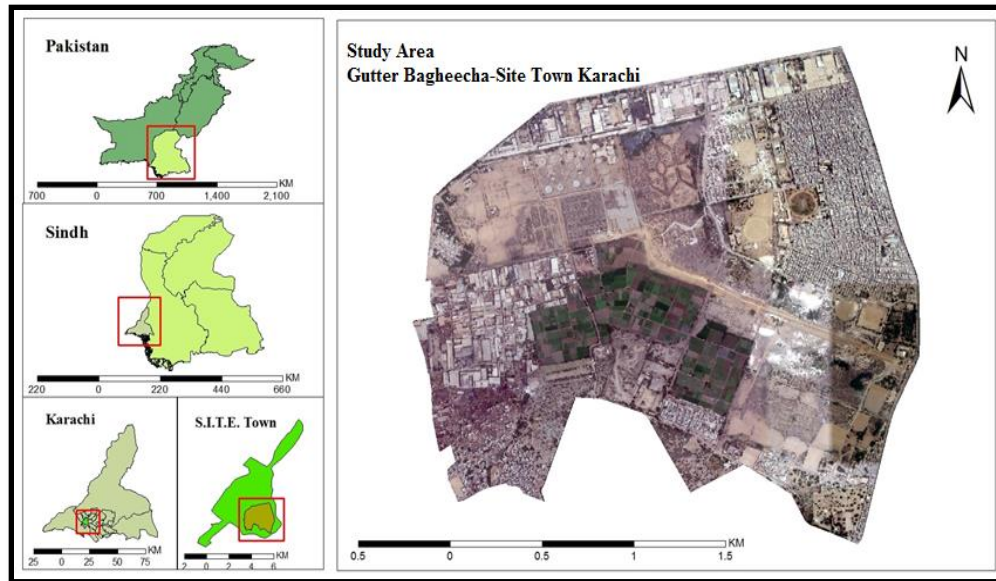 Pakistan
KM
700 0 700 1,400 2,100
Sindh
KM
220 0 220 440 660
Karachi
KM
25 0 25 50 75
S.I.T.E. Town
KM
2 0 2 4 6
Study Area
Gutter Bagheecha-Site Town Karachi
N
KM
0.5 0 0.5 1 1.5